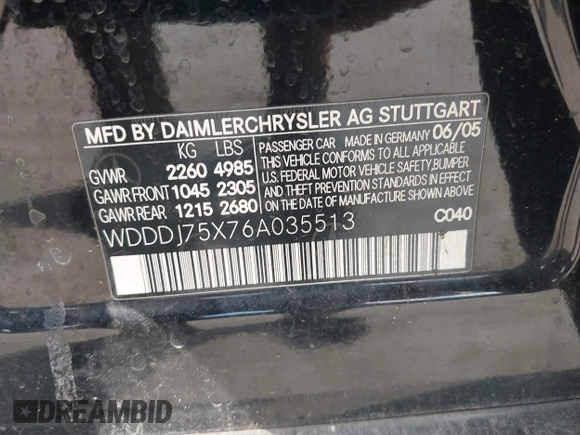 MFD BY DAIMLERCHRYSLER AG STUTTGART
KG LBS
GVWR 2260 4985
GAWR FRONT 1045 2305
GAWR REAR 1215 2680
PASSENGER CAR MADE IN GERMANY 06/05
THIS VEHICLE CONFORMS TO ALL APPLICABLE
U.S. FEDERAL MOTOR VEHICLE SAFETY, BUMPER
AND THEFT PREVENTION STANDARDS IN EFFECT
ON THE DATE OF MANUFACTURE SHOWN ABOVE.
WDDDJ75X76A035513
C040
DREAMBID